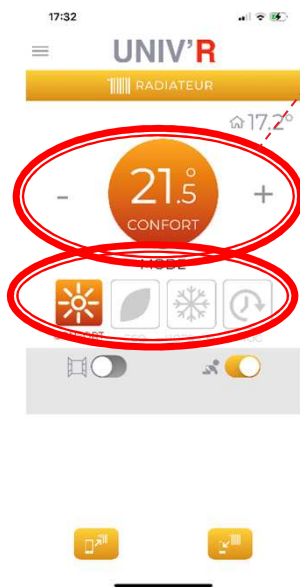 17:32
UNIV'R
RADIATEUR
17.2°
- 21.5° +
CONFORT
MODE